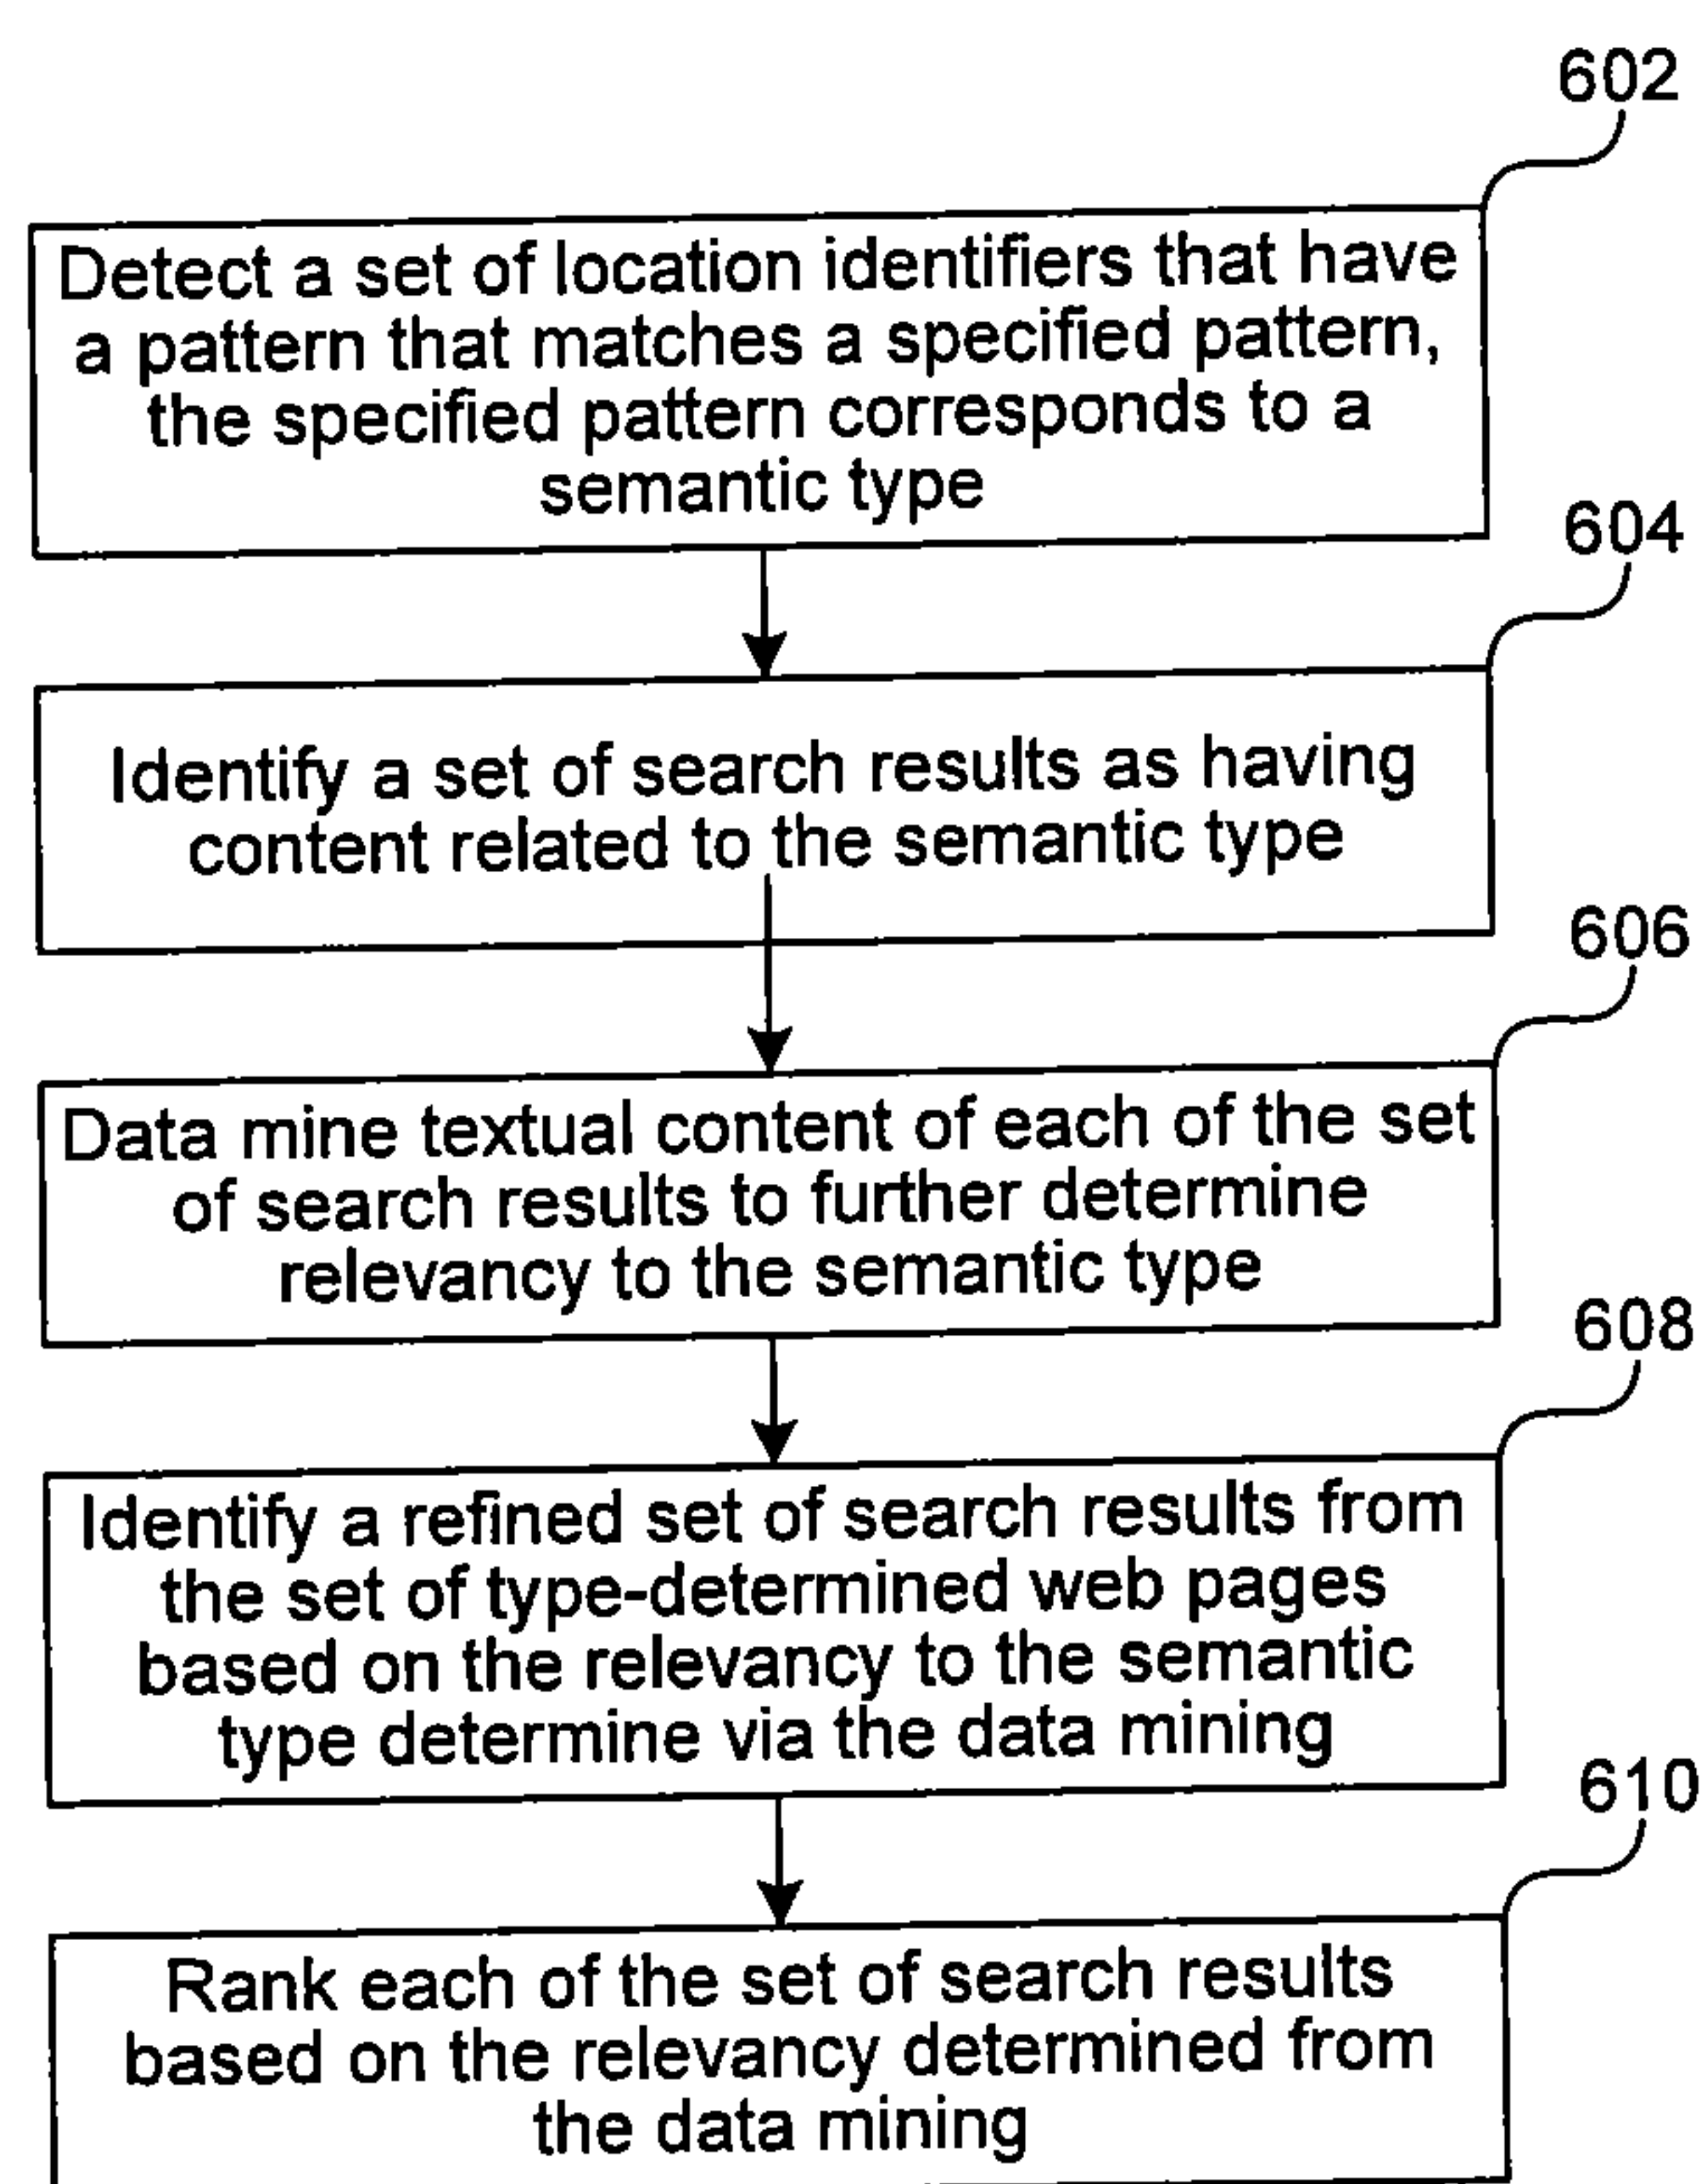 602
Detect a set of location identifiers that have
a pattern that matches a specified pattern,
the specified pattern corresponds to a
semantic type
604
Identify a set of search results as having
content related to the semantic type
606
Data mine textual content of each of the set
of search results to further determine
relevancy to the semantic type
608
Identify a refined set of search results from
the set of type-determined web pages
based on the relevancy to the semantic
type determine via the data mining
610
Rank each of the set of search results
based on the relevancy determined from
the data mining